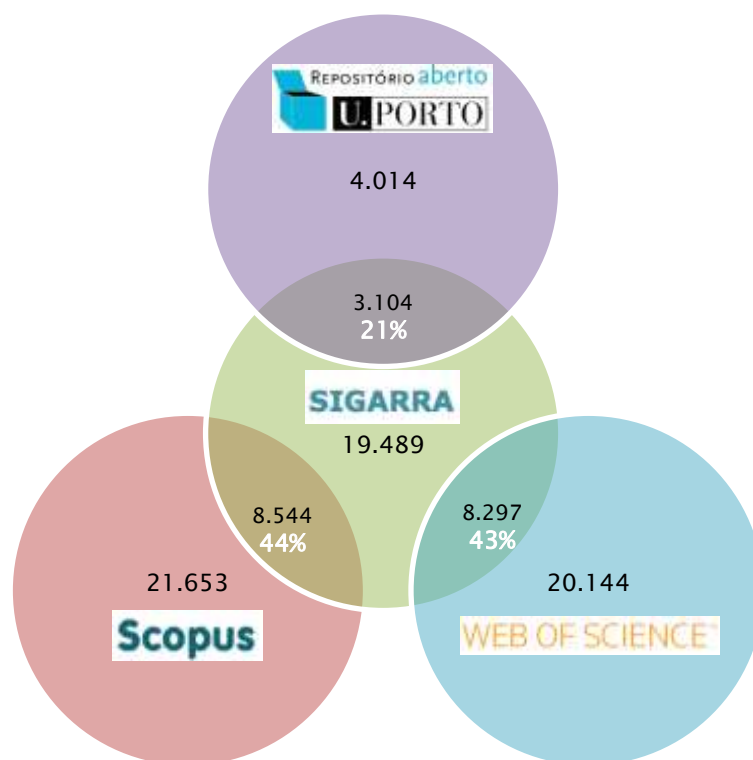 REPOSITÓRIO aberto
U. PORTO
4.014
3.104
21%
SIGARRA
19.489
8.544
44%
8.297
43%
21.653
Scopus
20.144
WEB OF SCIENCE™